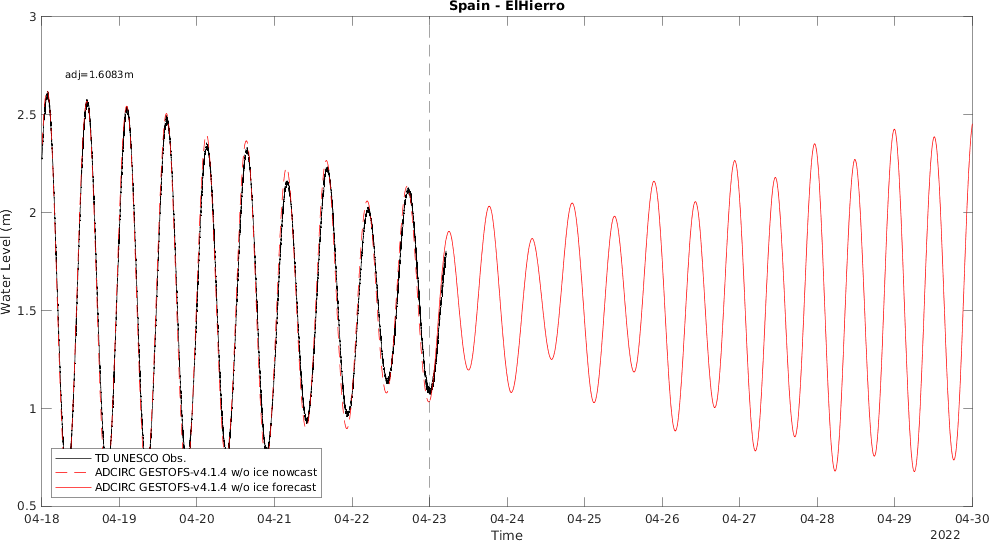 Spain - ElHierro
adj=1.6083m
3
2.5
2
1.5
1
0.5
Water Level (m)
TD UNESCO Obs.
ADCIRC GESTOFS-v4.1.4 w/o ice nowcast
ADCIRC GESTOFS-v4.1.4 w/o ice forecast
04-18 04-19 04-20 04-21 04-22 04-23 04-24 04-25 04-26 04-27 04-28 04-29 04-30
Time
2022